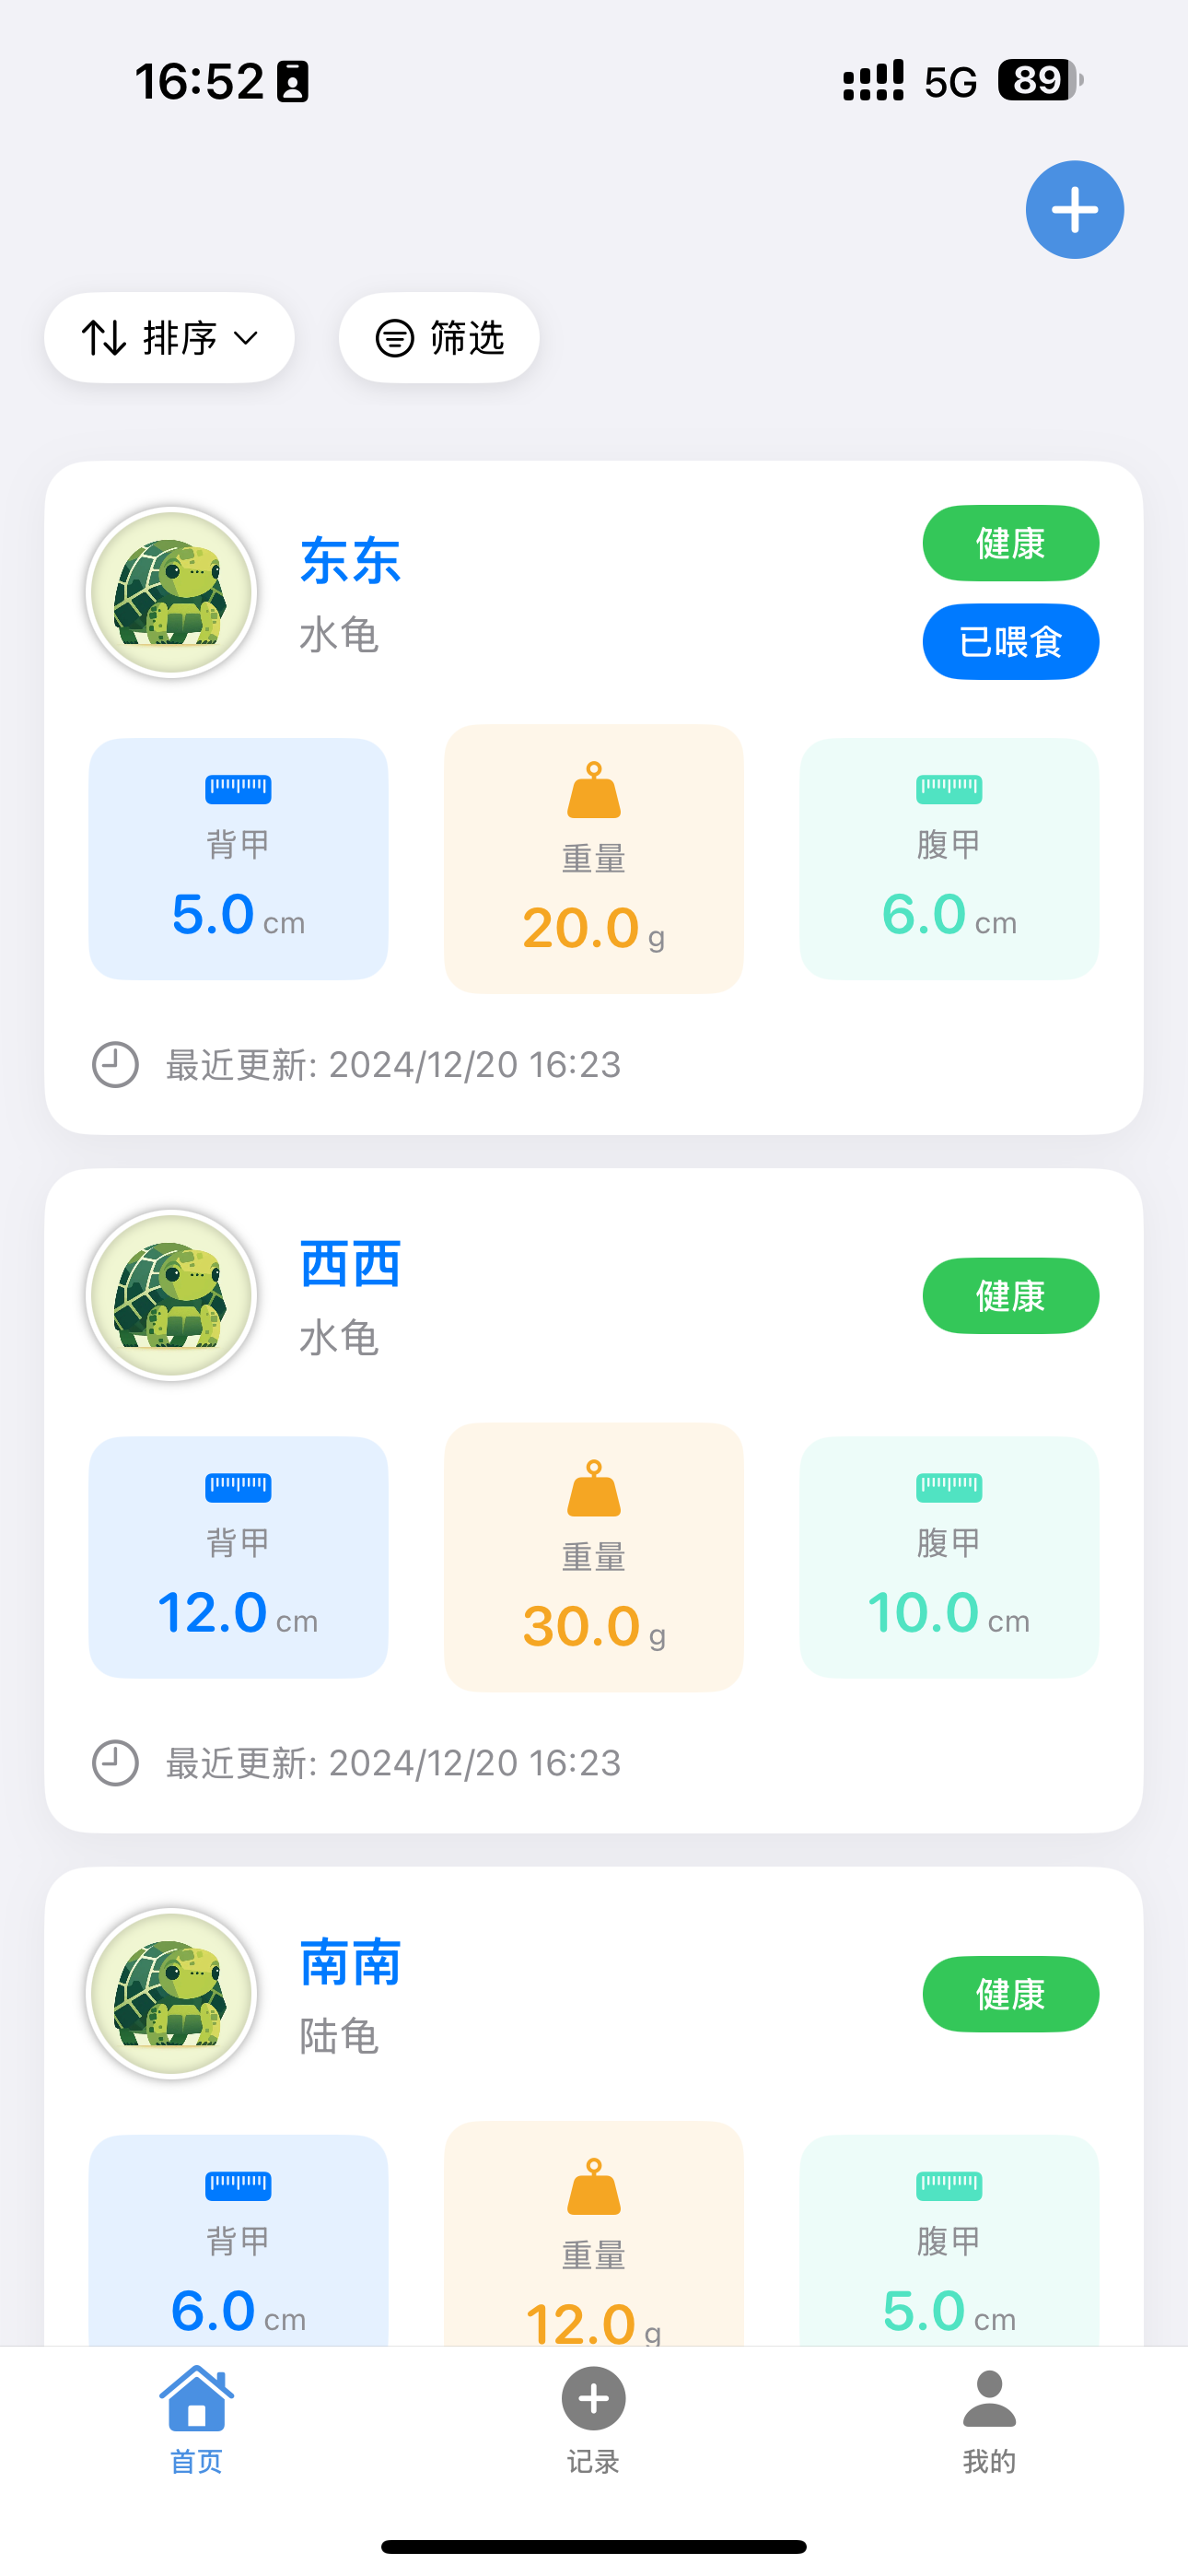 16:52 5G 89
排序 筛选
东东
水龟
健康
已喂食
背甲
5.0 cm
重量
20.0 g
腹甲
6.0 cm
最近更新: 2024/12/20 16:23
西西
水龟
健康
背甲
12.0 cm
重量
30.0 g
腹甲
10.0 cm
最近更新: 2024/12/20 16:23
南南
陆龟
健康
背甲
6.0 cm
重量
12.0 g
腹甲
5.0 cm
首页 记录 我的